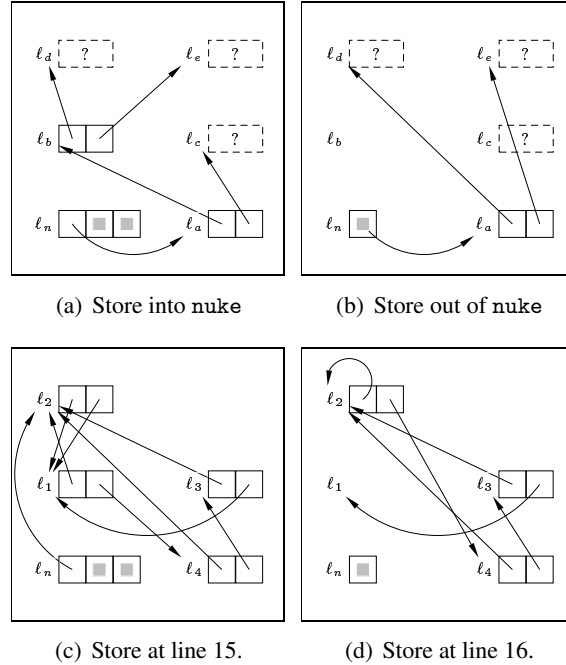 ℓd ? ℓe ? ℓd ? ℓe ?
ℓb ℓc ? ℓb ℓc ?
ℓn ℓa ℓn ℓa
(a) Store into nuke (b) Store out of nuke
ℓ2 ℓ2
ℓ1 ℓ3 ℓ1 ℓ3
ℓn ℓ4 ℓn ℓ4
(c) Store at line 15. (d) Store at line 16.